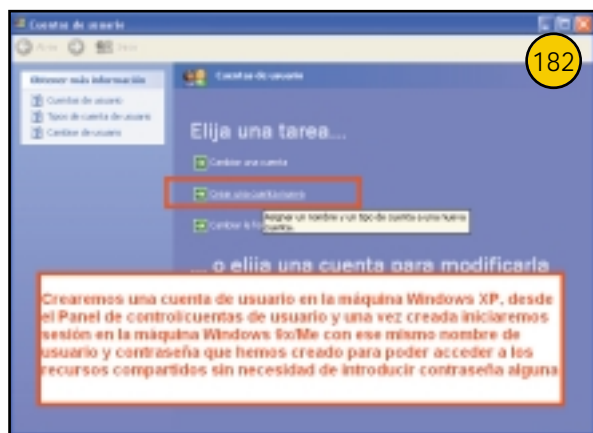 Cuentas de usuario
Atrás Inicio
182
Obtener más información
Cuentas de usuario
Cuentas de usuario
Tipos de cuenta de usuario
Cambiar de usuario
Elija una tarea...
Cambiar una cuenta
Crear una cuenta nueva
Asignar un nombre y un tipo de cuenta a una nueva
cuenta.
Cambiar la
... o elija una cuenta para modificarla
Crearemos una cuenta de usuario en la máquina Windows XP, desde
el Panel de control\cuentas de usuario y una vez creada iniciaremos
sesión en la máquina Windows 9x/Me con ese mismo nombre de
usuario y contraseña que hemos creado para poder acceder a los
recursos compartidos sin necesidad de introducir contraseña alguna